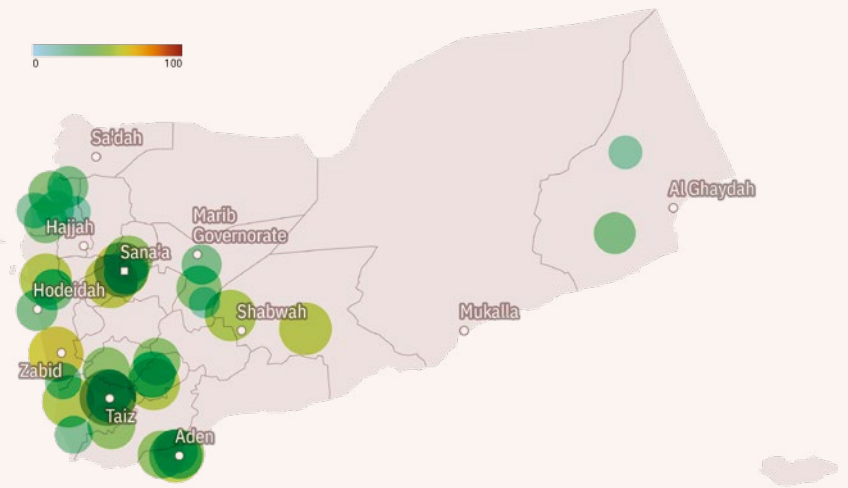 0 100
Sa'dah
Al Ghaydah
Marib
Governorate
Hajjah
Sana'a
Hodeidah
Shabwah
Mukalla
Zabid
Taiz
Aden